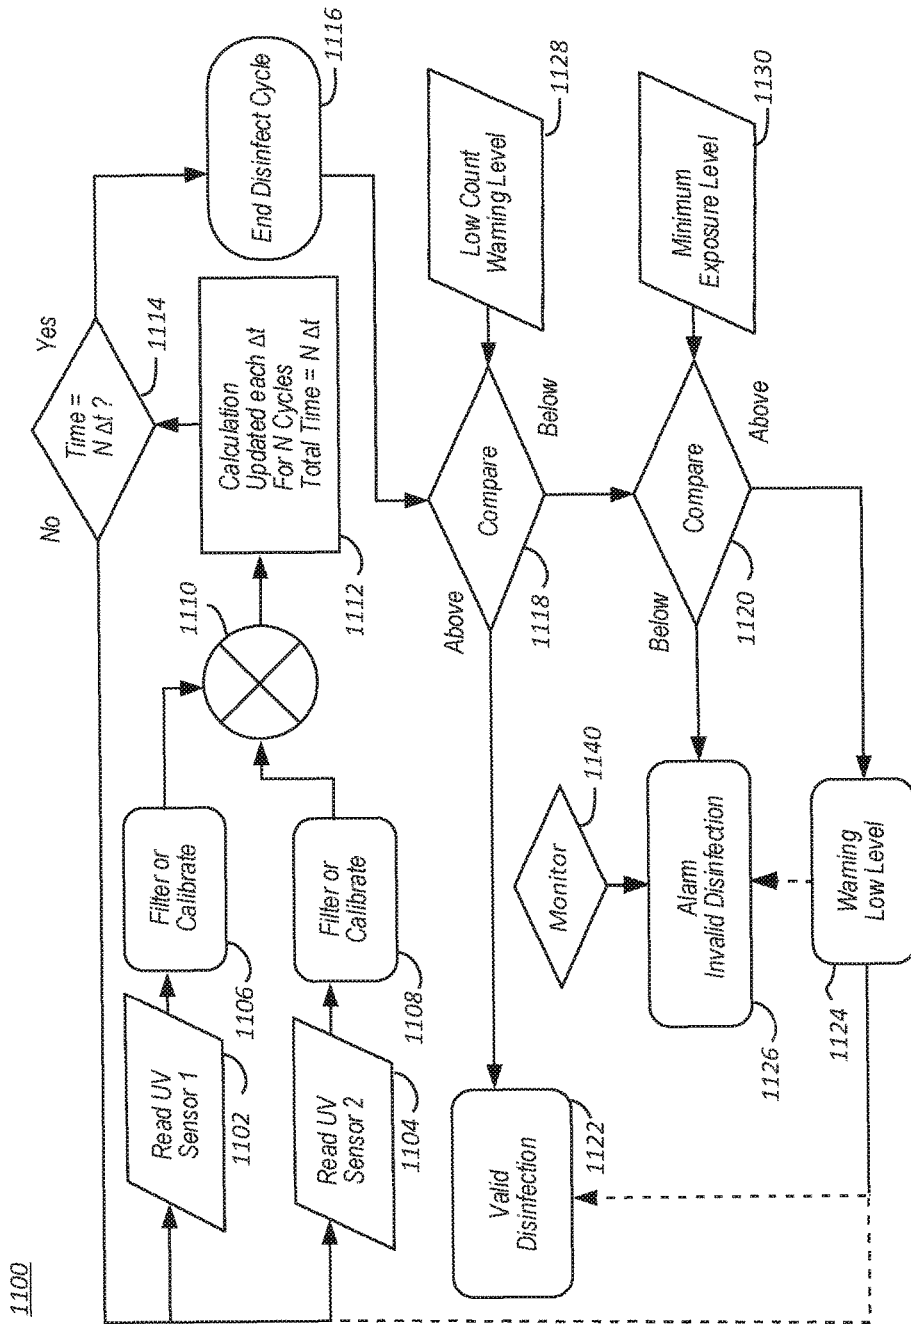 1100
Read UV
Sensor 1
1102
Filter or
Calibrate
1106
Read UV
Sensor 2
1104
Filter or
Calibrate
1108
1110
Calculation
Updated each Δt
For N Cycles
Total Time = N Δt
1112
No
Time =
N Δt ?
Yes
1114
End Disinfect Cycle
1116
Valid
Disinfection
1122
Above
Compare
Below
1118
Low Count
Warning Level
1128
Monitor
1140
Alarm
Invalid Disinfection
1126
Below
Compare
Above
1120
Minimum
Exposure Level
1130
Warning
Low Level
1124